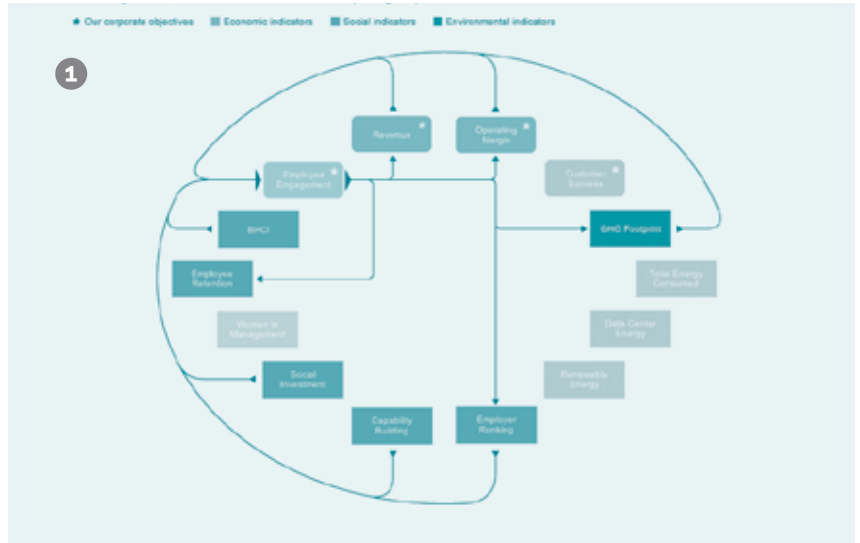 Our corporate objectives Economic indicators Social indicators Environmental indicators
1
Revenue
Operating
Margin
Employee
Engagement
Customer
Success
BHCI
GHG Footprint
Employee
Retention
Total Energy
Consumed
Women in
Management
Data Center
Energy
Social
Investment
Renewable
Energy
Capability
Building
Employer
Ranking